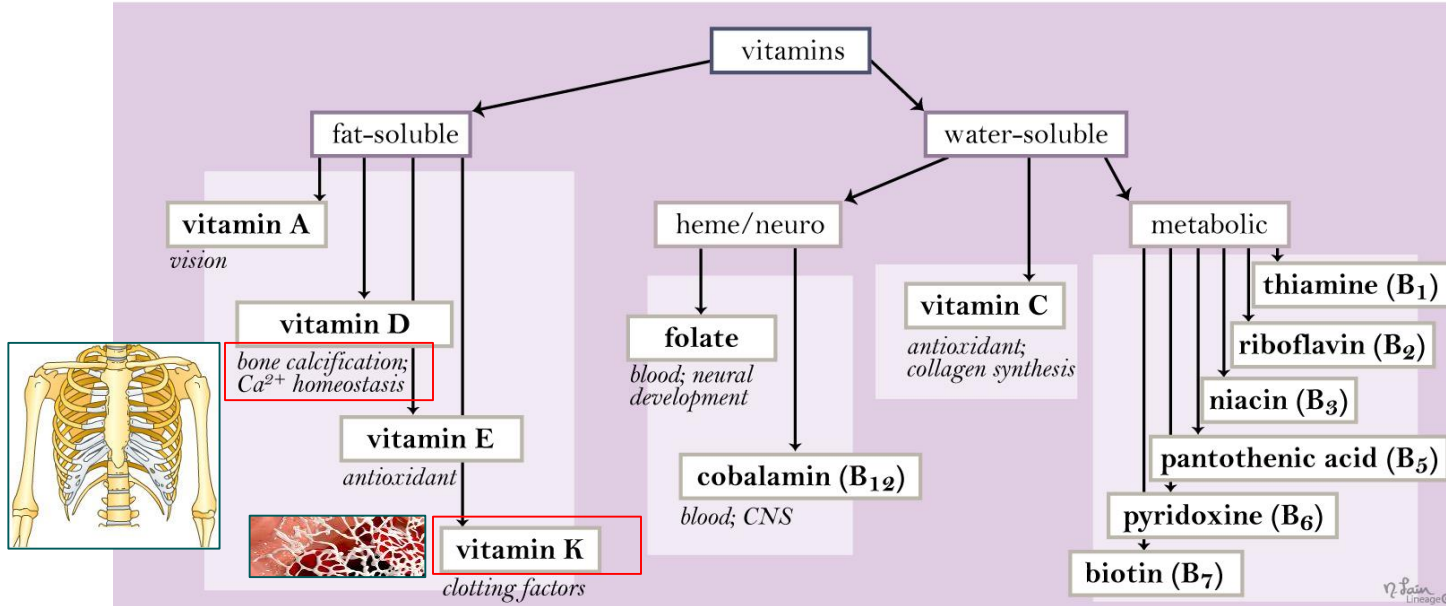 vitamins
fat-soluble
water-soluble
vitamin A
vision
heme/neuro
metabolic
thiamine (B₁)
vitamin D
bone calcification;
Ca²⁺ homeostasis
folate
blood; neural
development
vitamin C
antioxidant;
collagen synthesis
riboflavin (B₂)
niacin (B₃)
vitamin E
antioxidant
cobalamin (B₁₂)
blood; CNS
pantothenic acid (B₅)
pyridoxine (B₆)
vitamin K
clotting factors
biotin (B₇)
Lineage